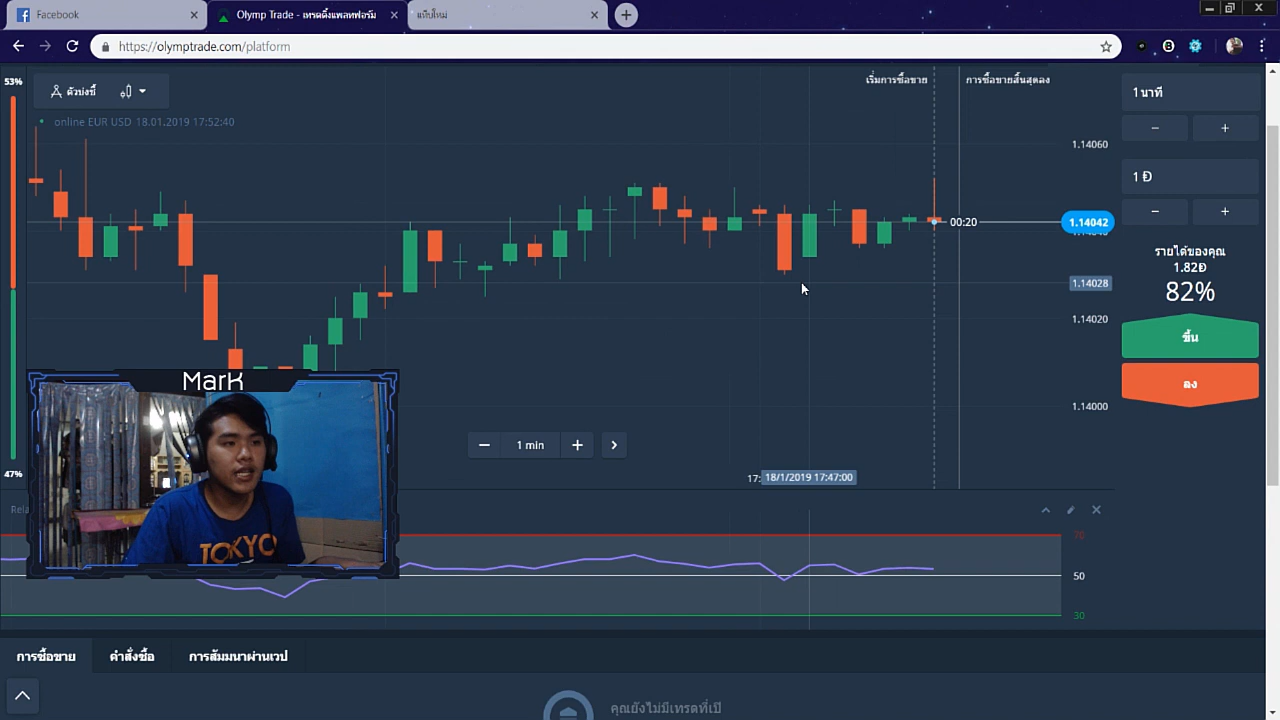 Facebook
Olymp Trade - เทรดดิ้งแพลทฟอร์ม
แท็บใหม่
https://olymptrade.com/platform
53%
ตัวบ่งชี้
online EUR USD 18.01.2019 17:52:40
เริ่มการซื้อขาย
การซื้อขายสิ้นสุดลง
1.14060
00:20
1.14042
1.14028
1.14020
1.14000
1 นาที
−
+
1 Đ
−
+
รายได้ของคุณ
1.82Đ
82%
ขึ้น
ลง
MarK
TOKYO
− 1 min + >
17:
18/1/2019 17:47:00
47%
Rela
70
50
30
การซื้อขาย
คำสั่งซื้อ
การสัมมนาผ่านเวป
คุณยังไม่มีเทรดที่เปิ